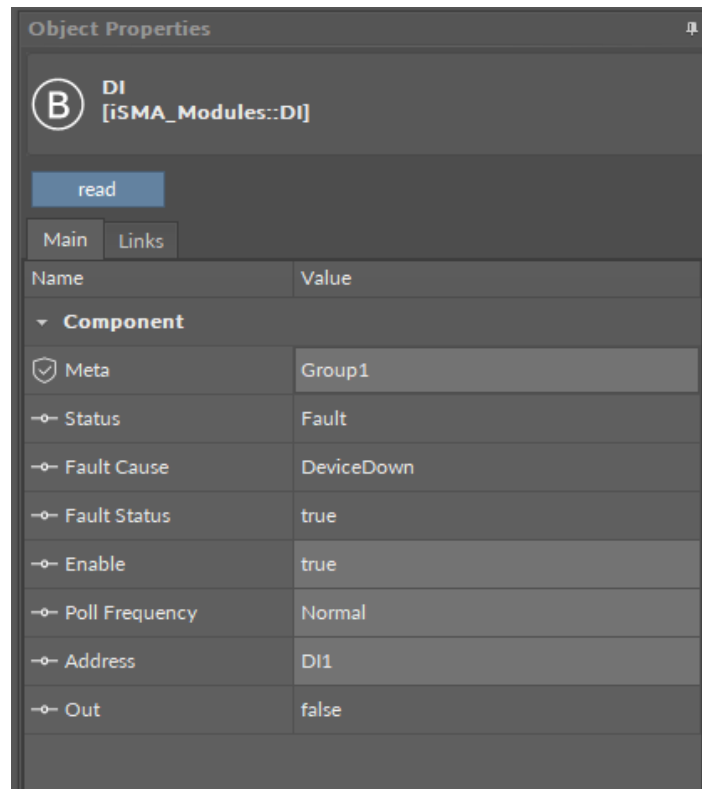 Object Properties
B
DI
[iSMA_Modules::DI]
read
Main Links
Name Value
Component
Meta Group1
Status Fault
Fault Cause DeviceDown
Fault Status true
Enable true
Poll Frequency Normal
Address DI1
Out false